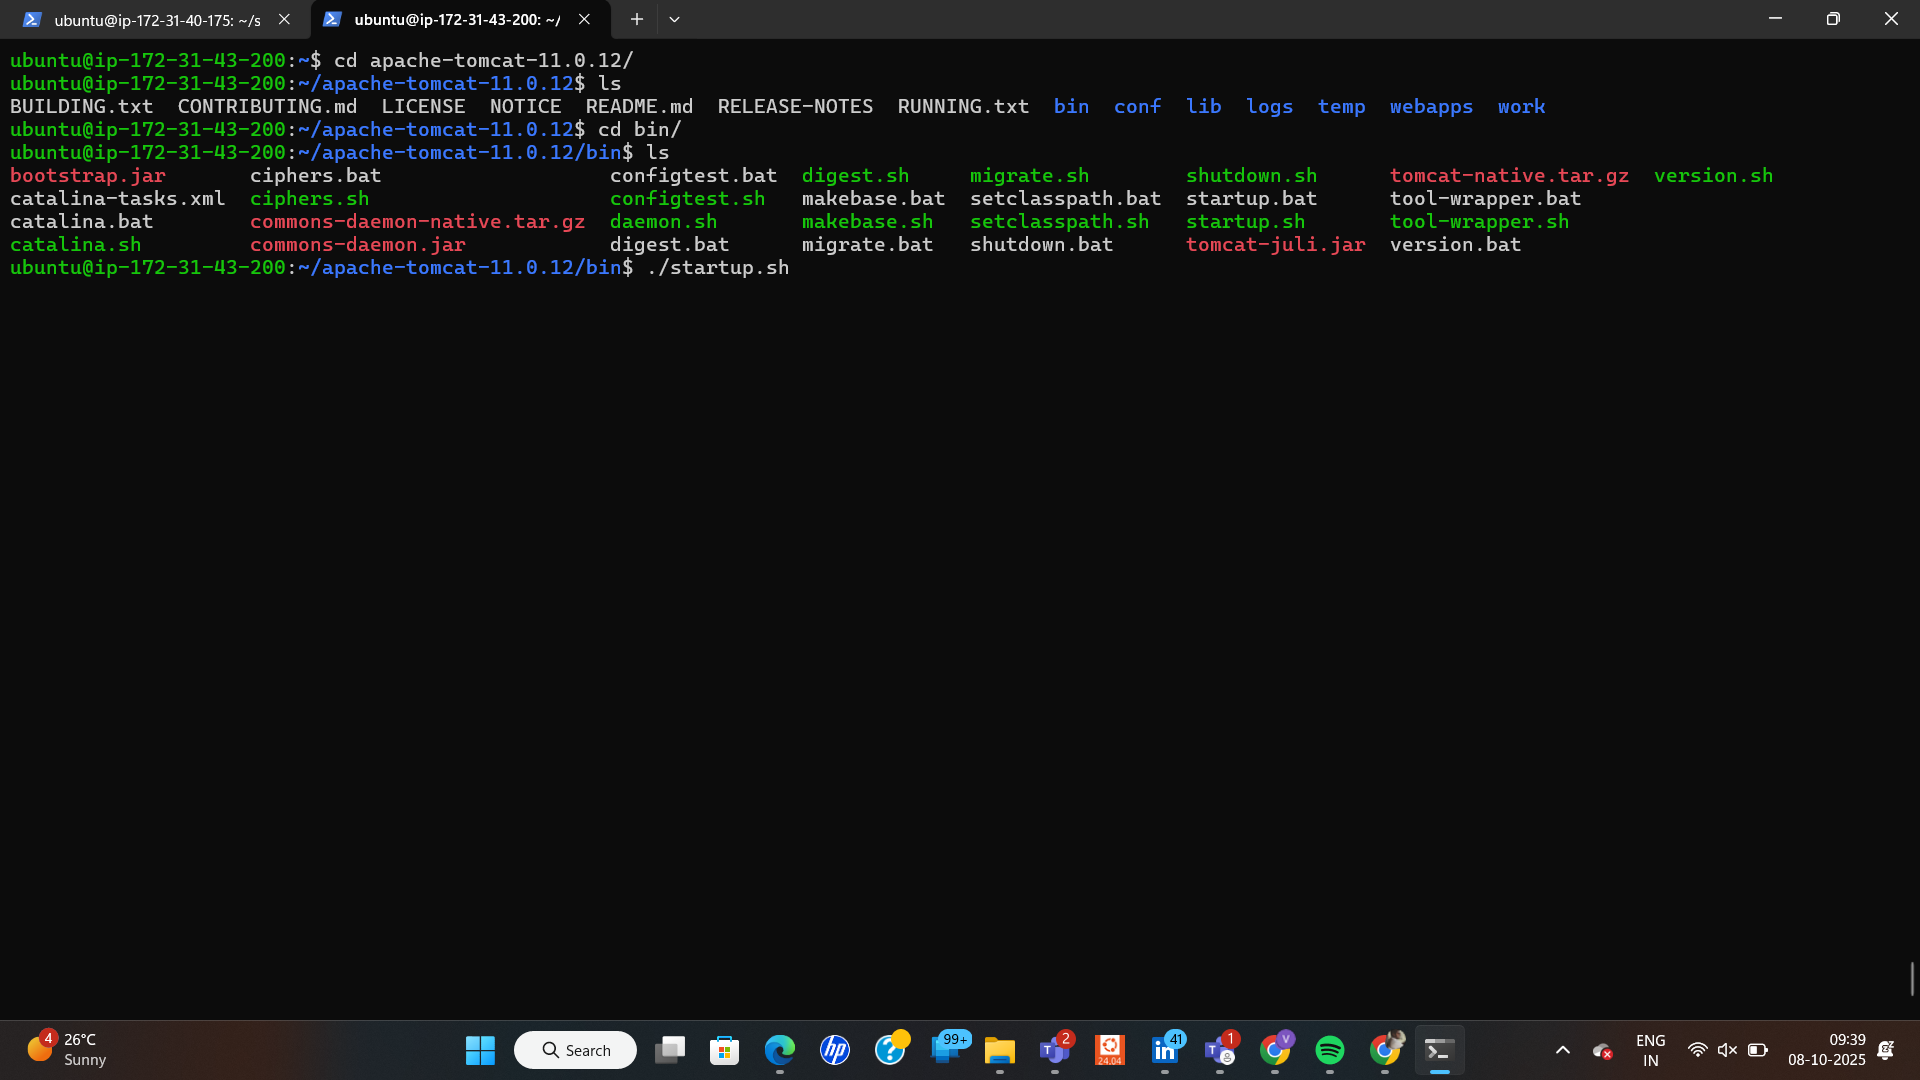 ubuntu@ip-172-31-40-175: ~/s
ubuntu@ip-172-31-43-200: ~/
ubuntu@ip-172-31-43-200:~$ cd apache-tomcat-11.0.12/
ubuntu@ip-172-31-43-200:~/apache-tomcat-11.0.12$ ls
BUILDING.txt  CONTRIBUTING.md  LICENSE  NOTICE  README.md  RELEASE-NOTES  RUNNING.txt  bin  conf  lib  logs  temp  webapps  work
ubuntu@ip-172-31-43-200:~/apache-tomcat-11.0.12$ cd bin/
ubuntu@ip-172-31-43-200:~/apache-tomcat-11.0.12/bin$ ls
bootstrap.jar       ciphers.bat                   configtest.bat  digest.sh     migrate.sh        shutdown.sh      tomcat-native.tar.gz  version.sh
catalina-tasks.xml  ciphers.sh                    configtest.sh   makebase.bat  setclasspath.bat  startup.bat      tool-wrapper.bat
catalina.bat        commons-daemon-native.tar.gz  daemon.sh       makebase.sh   setclasspath.sh   startup.sh       tool-wrapper.sh
catalina.sh         commons-daemon.jar            digest.bat      migrate.bat   shutdown.bat      tomcat-juli.jar  version.bat
ubuntu@ip-172-31-43-200:~/apache-tomcat-11.0.12/bin$ ./startup.sh
4 26°C
Sunny
Search
hp
99+
T 2
24.04
in 41
T 1
V
ENG
IN
09:39
08-10-2025